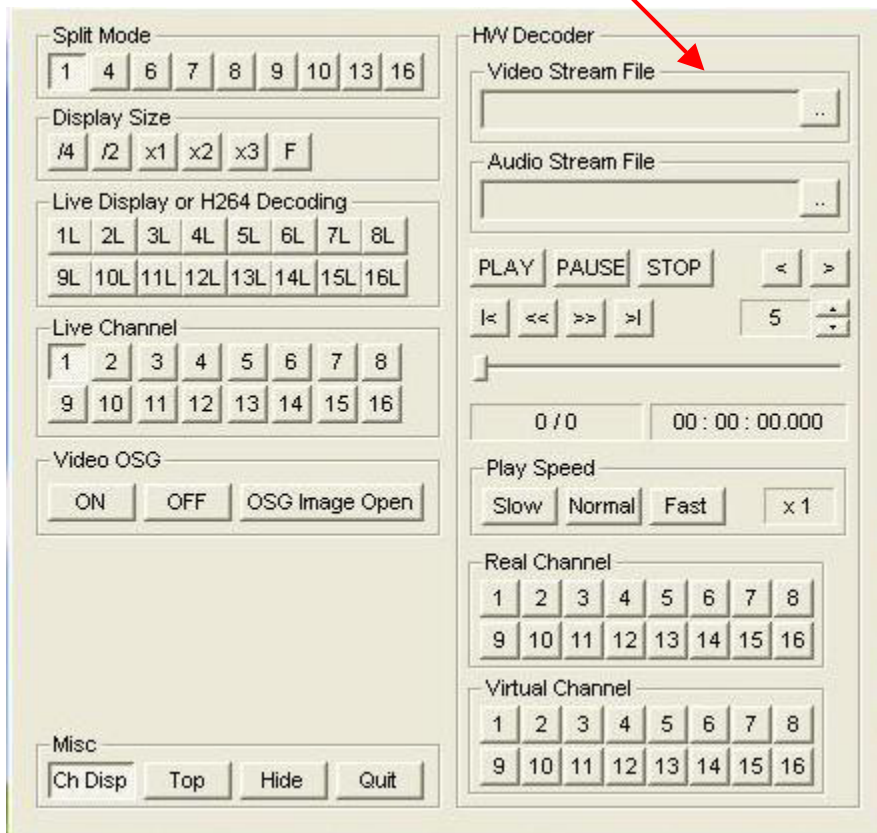 Split Mode
1 4 6 7 8 9 10 13 16
Display Size
/4 /2 x1 x2 x3 F
Live Display or H264 Decoding
1L 2L 3L 4L 5L 6L 7L 8L
9L 10L 11L 12L 13L 14L 15L 16L
Live Channel
1 2 3 4 5 6 7 8
9 10 11 12 13 14 15 16
Video OSG
ON OFF OSG Image Open
Misc
Ch Disp Top Hide Quit
HW Decoder
Video Stream File
..
Audio Stream File
..
PLAY PAUSE STOP < >
|< << >> >| 5
0 / 0 00 : 00 : 00.000
Play Speed
Slow Normal Fast x 1
Real Channel
1 2 3 4 5 6 7 8
9 10 11 12 13 14 15 16
Virtual Channel
1 2 3 4 5 6 7 8
9 10 11 12 13 14 15 16